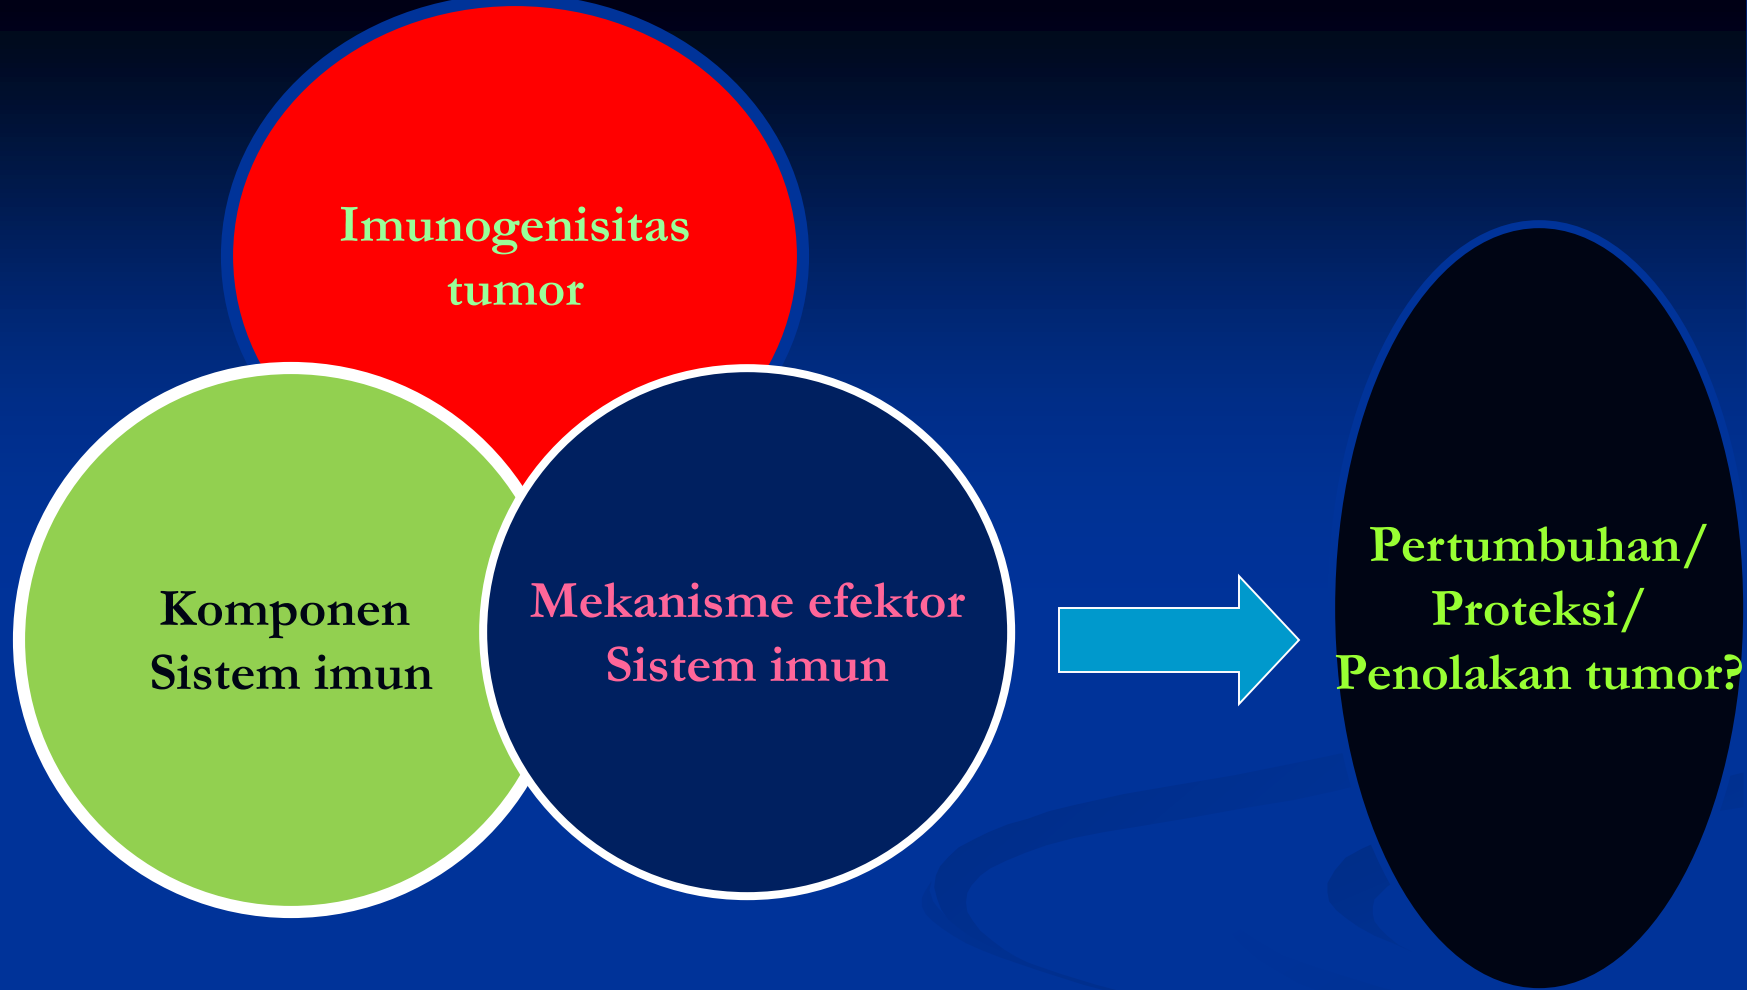 Imunogenisitas
tumor
Komponen
Sistem imun
Mekanisme efektor
Sistem imun
Pertumbuhan/
Proteksi/
Penolakan tumor?